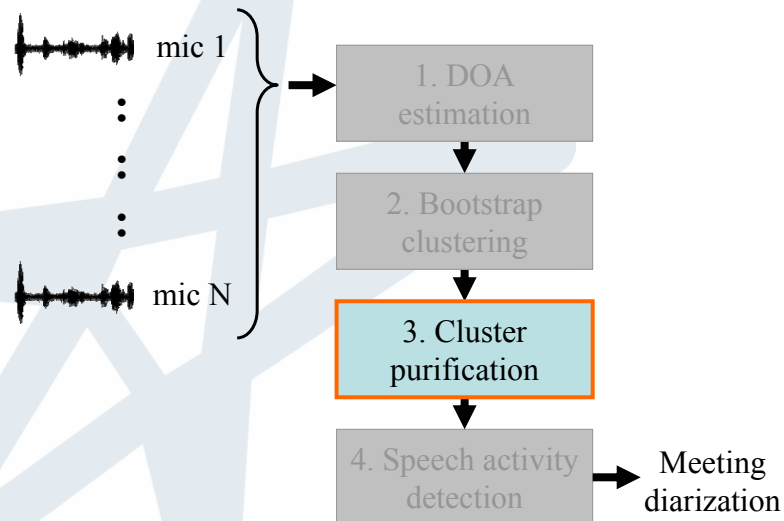 mic 1
mic N
1. DOA
estimation
2. Bootstrap
clustering
3. Cluster
purification
4. Speech activity
detection
Meeting
diarization